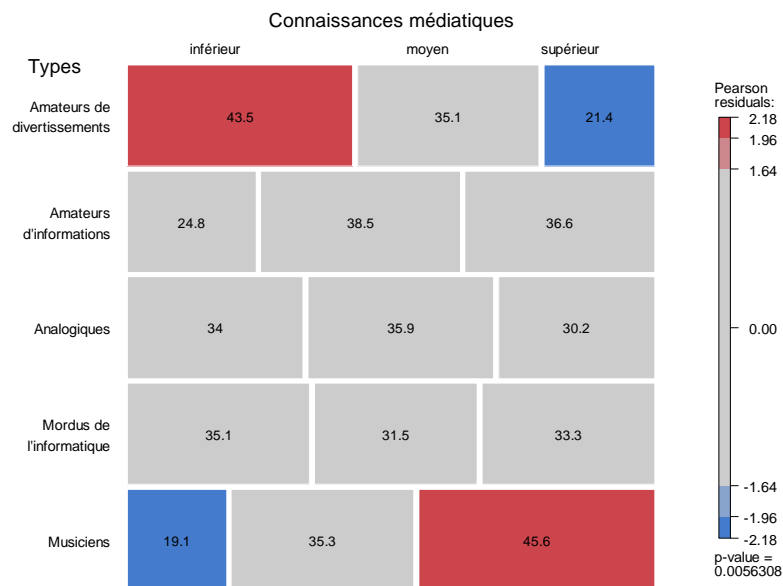 Connaissances médiatiques
inférieur moyen supérieur
Types
Amateurs de
divertissements
43.5 35.1 21.4
Amateurs
d'informations
24.8 38.5 36.6
Analogiques
34 35.9 30.2
Mordus de
l'informatique
35.1 31.5 33.3
Musiciens
19.1 35.3 45.6
Pearson
residuals:
2.18
1.96
1.64
0.00
-1.64
-1.96
-2.18
p-value =
0.0056308